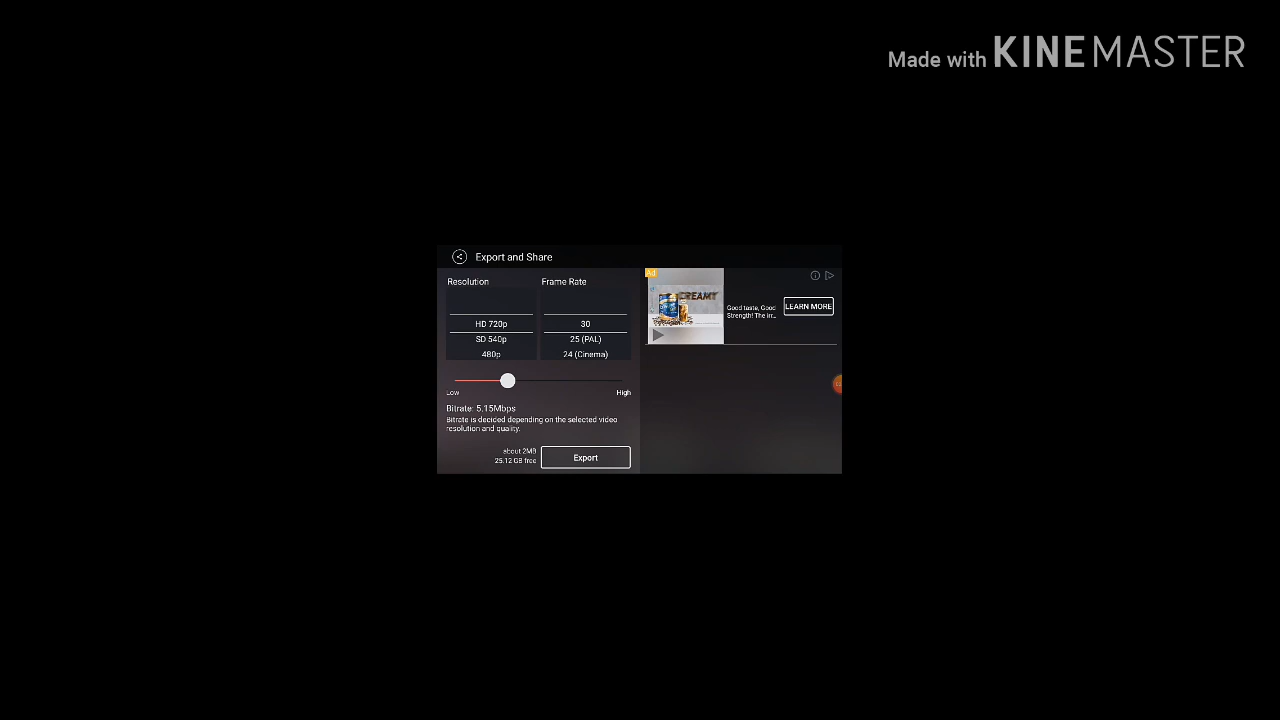 Made with KINEMASTER
Export and Share
Resolution
Frame Rate
HD 720p
30
SD 540p
25 (PAL)
480p
24 (Cinema)
Low
High
Bitrate: 5,15Mbps
Bitrate is decided depending on the selected video
resolution and quality.
about 2MB
25.12 GB free
Export
Ad
CREAMY
Good taste, Good
Strength! The irr...
LEARN MORE